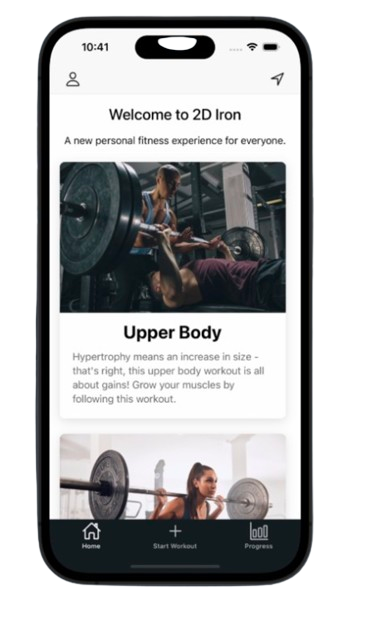 10:41
Welcome to 2D Iron
A new personal fitness experience for everyone.
Upper Body
Hypertrophy means an increase in size -
that's right, this upper body workout is all
about gains! Grow your muscles by
following this workout.
Home
Start Workout
Progress